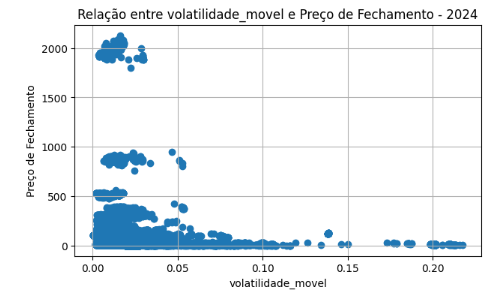 Relação entre volatilidade_movel e Preço de Fechamento - 2024
Preço de Fechamento
2000
1500
1000
500
0
0.00 0.05 0.10 0.15 0.20
volatilidade_movel